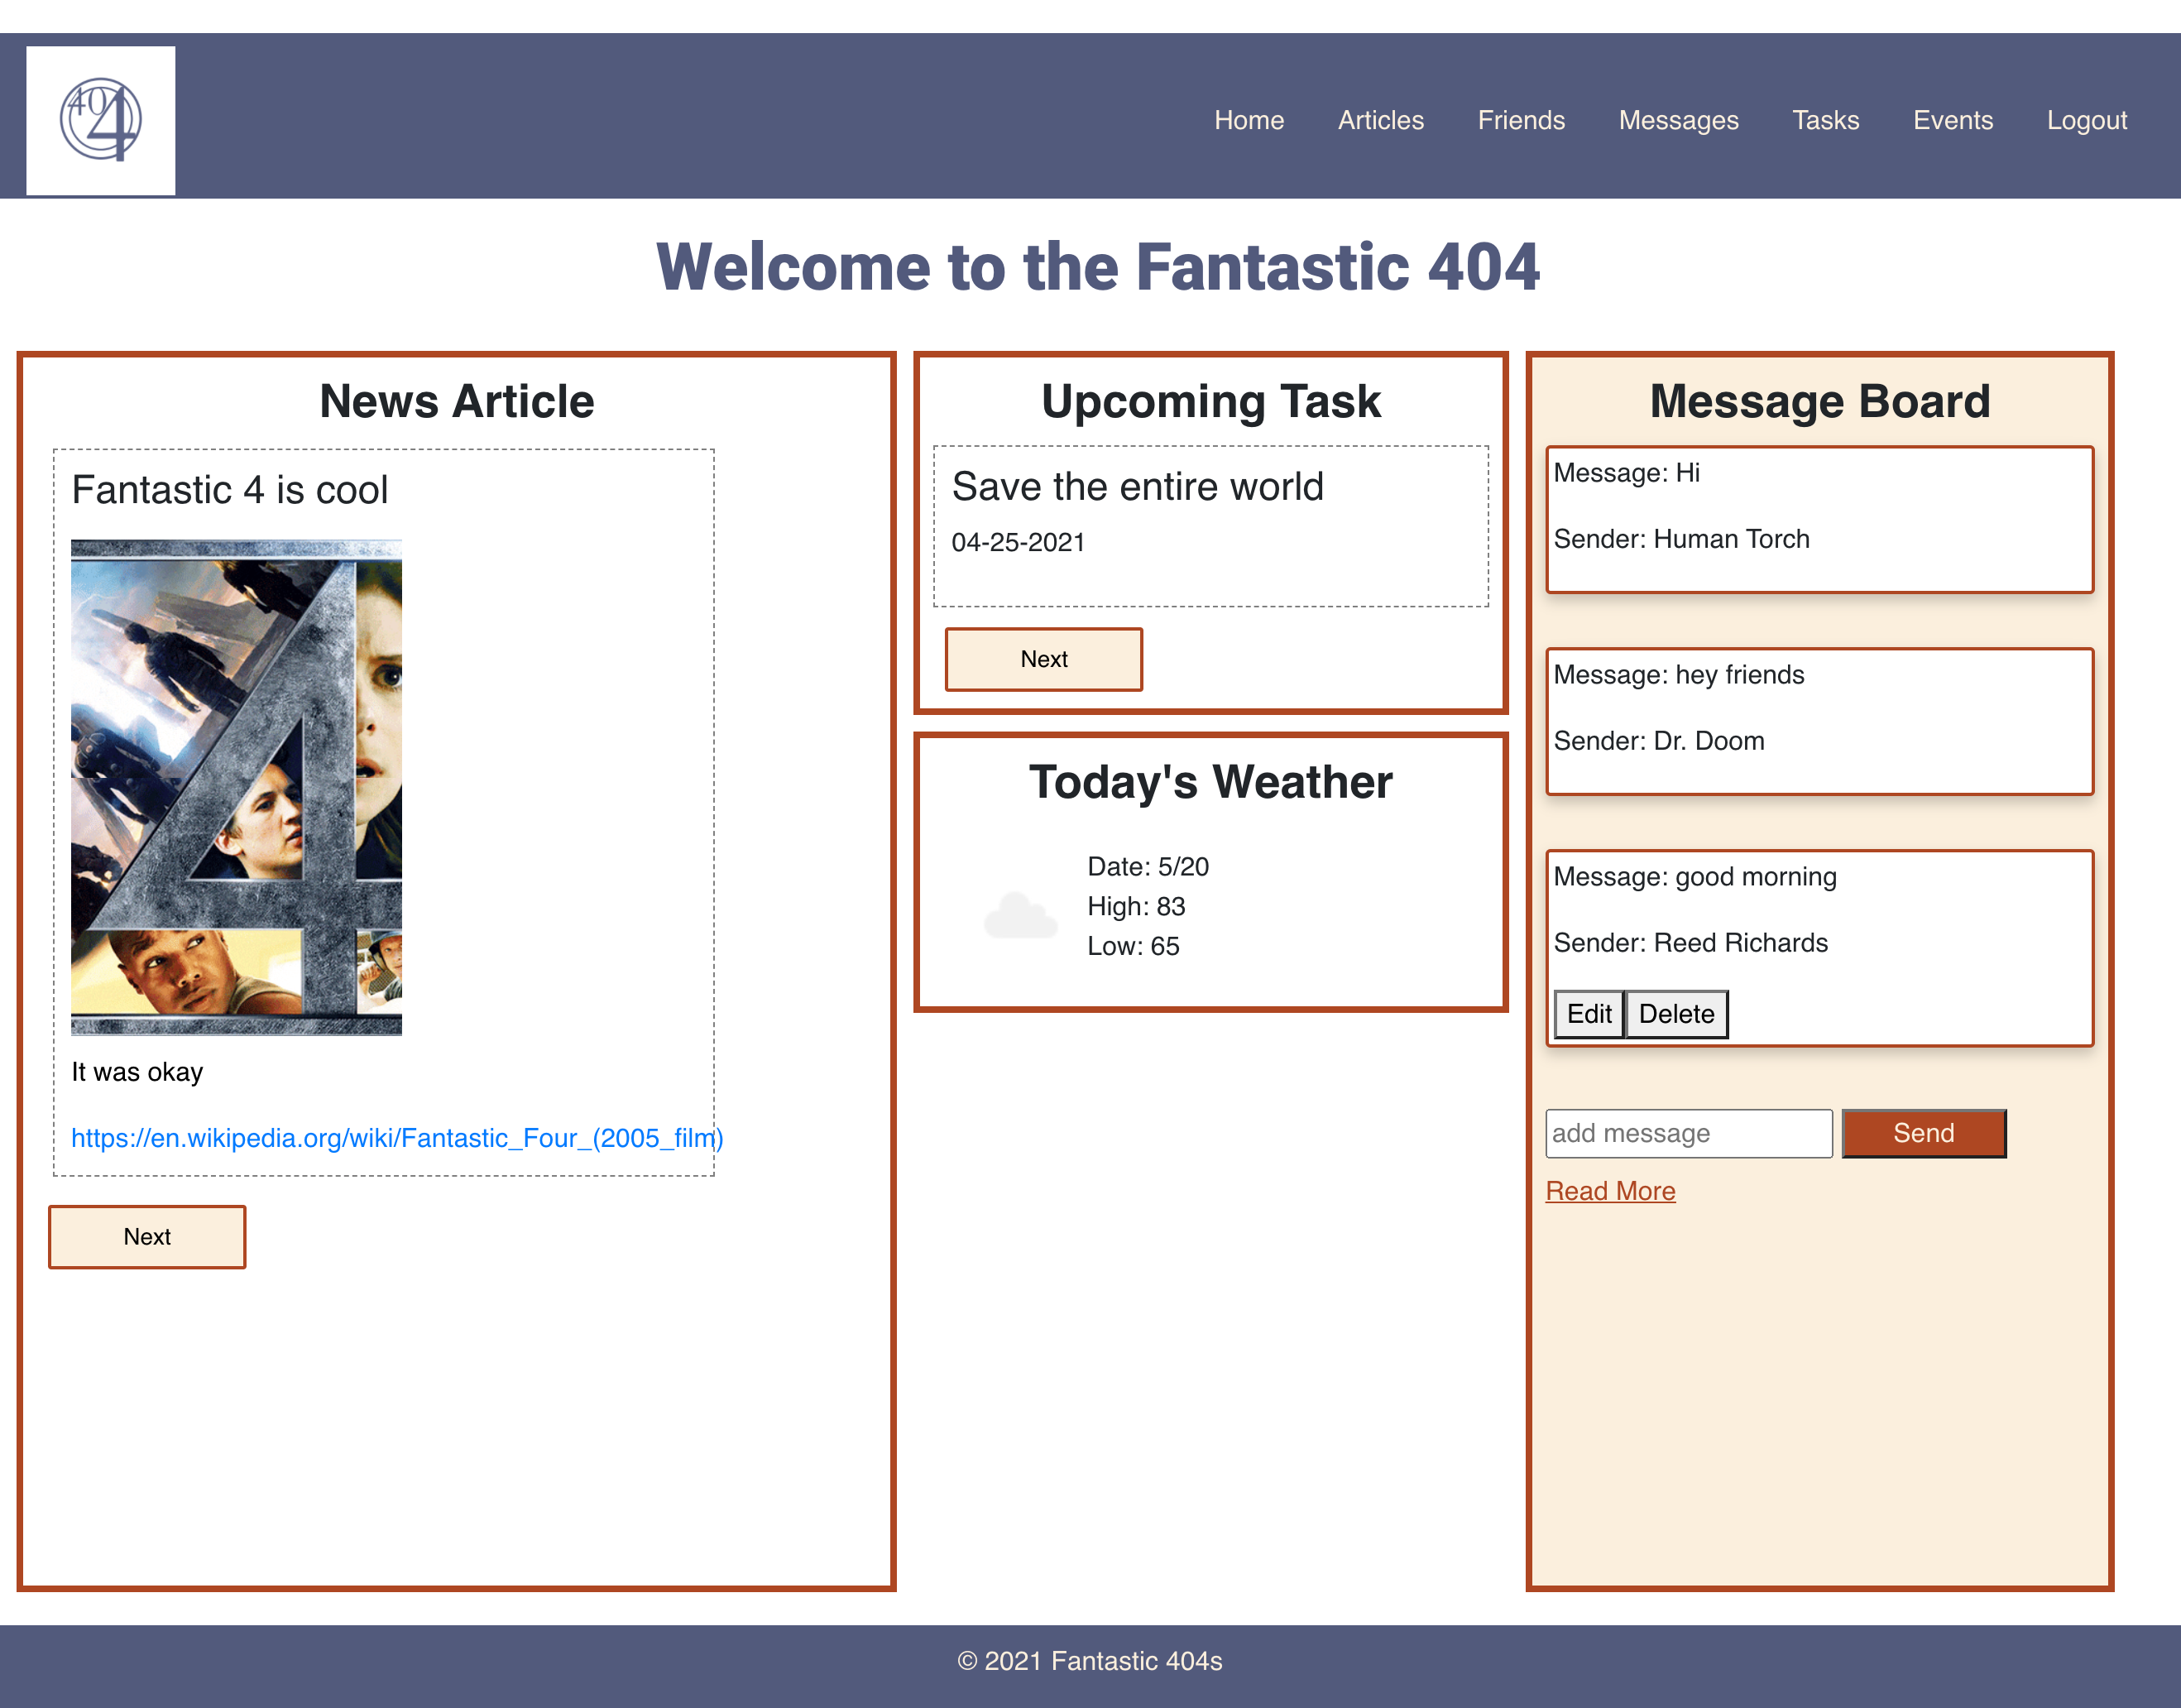 404
Home Articles Friends Messages Tasks Events Logout
Welcome to the Fantastic 404
News Article
Fantastic 4 is cool
4
It was okay
https://en.wikipedia.org/wiki/Fantastic_Four_(2005_film)
Next
Upcoming Task
Save the entire world
04-25-2021
Next
Today's Weather
Date: 5/20
High: 83
Low: 65
Message Board
Message: Hi
Sender: Human Torch
Message: hey friends
Sender: Dr. Doom
Message: good morning
Sender: Reed Richards
Edit Delete
add message Send
Read More
© 2021 Fantastic 404s